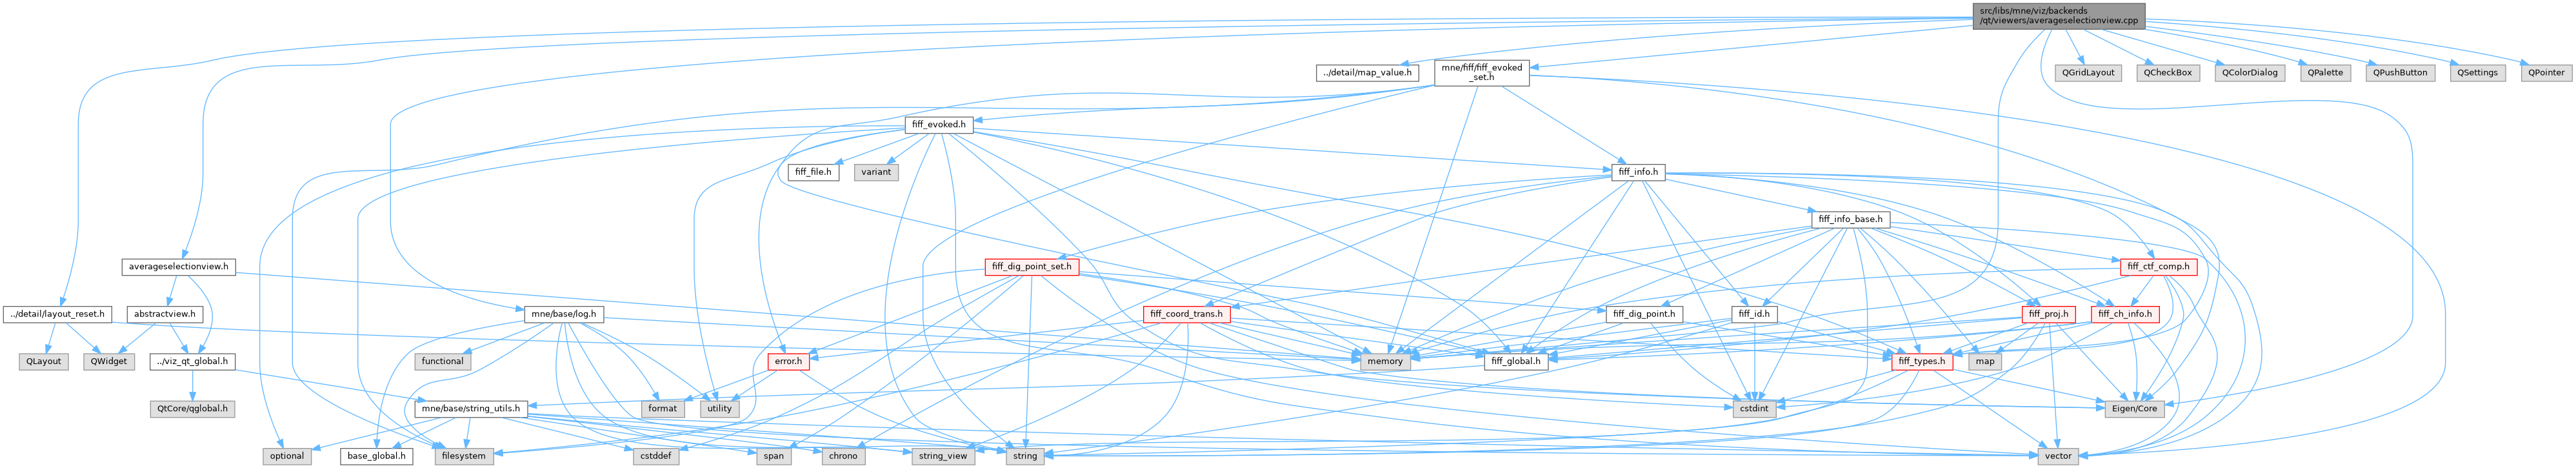 src/libs/mne/viz/backends
/qt/viewers/averageselectionview.cpp
../detail/map_value.h
mne/fiff/fiff_evoked
_set.h
QGridLayout
QCheckBox
QColorDialog
QPalette
QPushButton
QSettings
QPointer
fiff_evoked.h
fiff_file.h
variant
fiff_info.h
fiff_info_base.h
averageselectionview.h
fiff_dig_point_set.h
fiff_ctf_comp.h
../detail/layout_reset.h
abstractview.h
mne/base/log.h
fiff_coord_trans.h
fiff_dig_point.h
fiff_id.h
fiff_proj.h
fiff_ch_info.h
QLayout
QWidget
../viz_qt_global.h
functional
error.h
memory
fiff_global.h
fiff_types.h
map
QtCore/qglobal.h
mne/base/string_utils.h
format
utility
cstdint
Eigen/Core
optional
base_global.h
filesystem
cstddef
span
chrono
string_view
string
vector